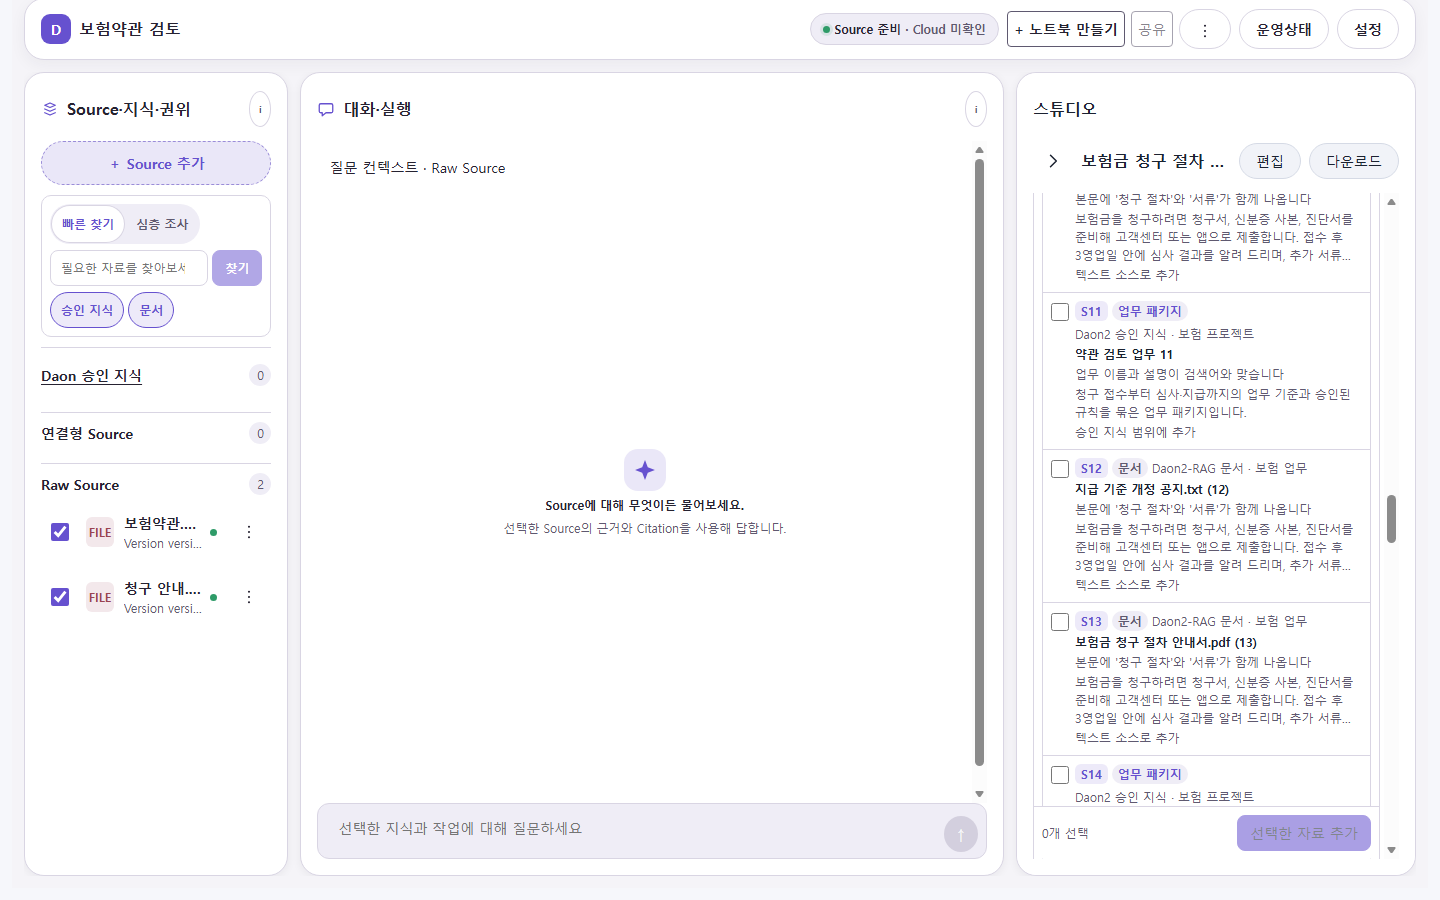 D 보험약관 검토
Source 준비 · Cloud 미확인
+ 노트북 만들기
공유
⋮
운영상태
설정
Source·지식·권위
i
+ Source 추가
빠른 찾기
심층 조사
필요한 자료를 찾아보
찾기
승인 지식
문서
Daon 승인 지식
0
연결형 Source
0
Raw Source
2
FILE
보험약관....
Version versi...
⋮
FILE
청구 안내....
Version versi...
⋮
대화·실행
i
질문 컨텍스트 · Raw Source
Source에 대해 무엇이든 물어보세요.
선택한 Source의 근거와 Citation을 사용해 답합니다.
선택한 지식과 작업에 대해 질문하세요
↑
스튜디오
보험금 청구 절차 ...
편집
다운로드
본문에 '청구 절차'와 '서류'가 함께 나옵니다
보험금을 청구하려면 청구서, 신분증 사본, 진단서를
준비해 고객센터 또는 앱으로 제출합니다. 접수 후
3영업일 안에 심사 결과를 알려 드리며, 추가 서류...
텍스트 소스로 추가
S11 업무 패키지
Daon2 승인 지식 · 보험 프로젝트
약관 검토 업무 11
업무 이름과 설명이 검색어와 맞습니다
청구 접수부터 심사·지급까지의 업무 기준과 승인된
규칙을 묶은 업무 패키지입니다.
승인 지식 범위에 추가
S12 문서 Daon2-RAG 문서 · 보험 업무
지급 기준 개정 공지.txt (12)
본문에 '청구 절차'와 '서류'가 함께 나옵니다
보험금을 청구하려면 청구서, 신분증 사본, 진단서를
준비해 고객센터 또는 앱으로 제출합니다. 접수 후
3영업일 안에 심사 결과를 알려 드리며, 추가 서류...
텍스트 소스로 추가
S13 문서 Daon2-RAG 문서 · 보험 업무
보험금 청구 절차 안내서.pdf (13)
본문에 '청구 절차'와 '서류'가 함께 나옵니다
보험금을 청구하려면 청구서, 신분증 사본, 진단서를
준비해 고객센터 또는 앱으로 제출합니다. 접수 후
3영업일 안에 심사 결과를 알려 드리며, 추가 서류...
텍스트 소스로 추가
S14 업무 패키지
Daon2 승인 지식 · 보험 프로젝트
0개 선택
선택한 자료 추가